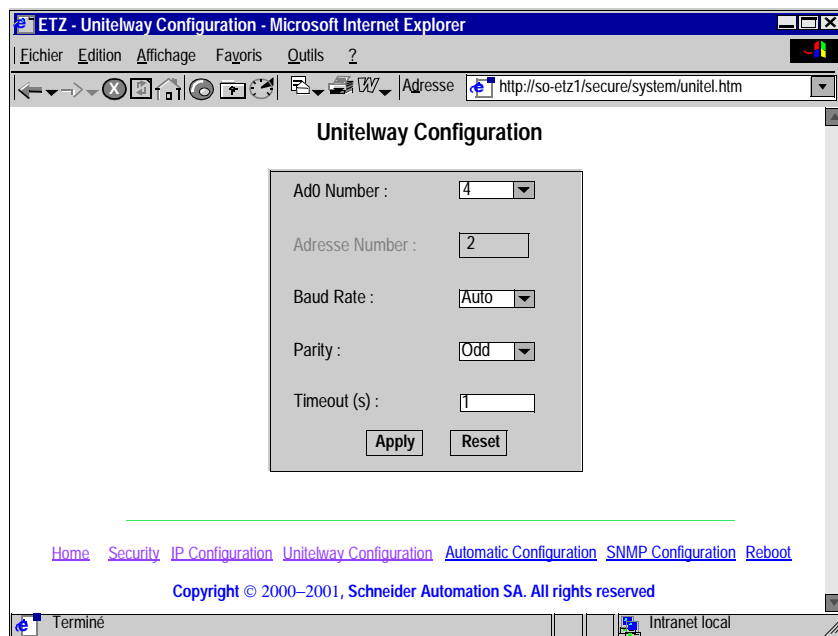 ETZ - Unitelway Configuration - Microsoft Internet Explorer
Fichier Edition Affichage Favoris Outils ?
Adresse http://so-etz1/secure/system/unitel.htm
Unitelway Configuration
Ad0 Number : 4
Adresse Number : 2
Baud Rate : Auto
Parity : Odd
Timeout (s) : 1
Apply Reset
Home Security IP Configuration Unitelway Configuration Automatic Configuration SNMP Configuration Reboot
Copyright © 2000–2001, Schneider Automation SA. All rights reserved
Terminé Intranet local